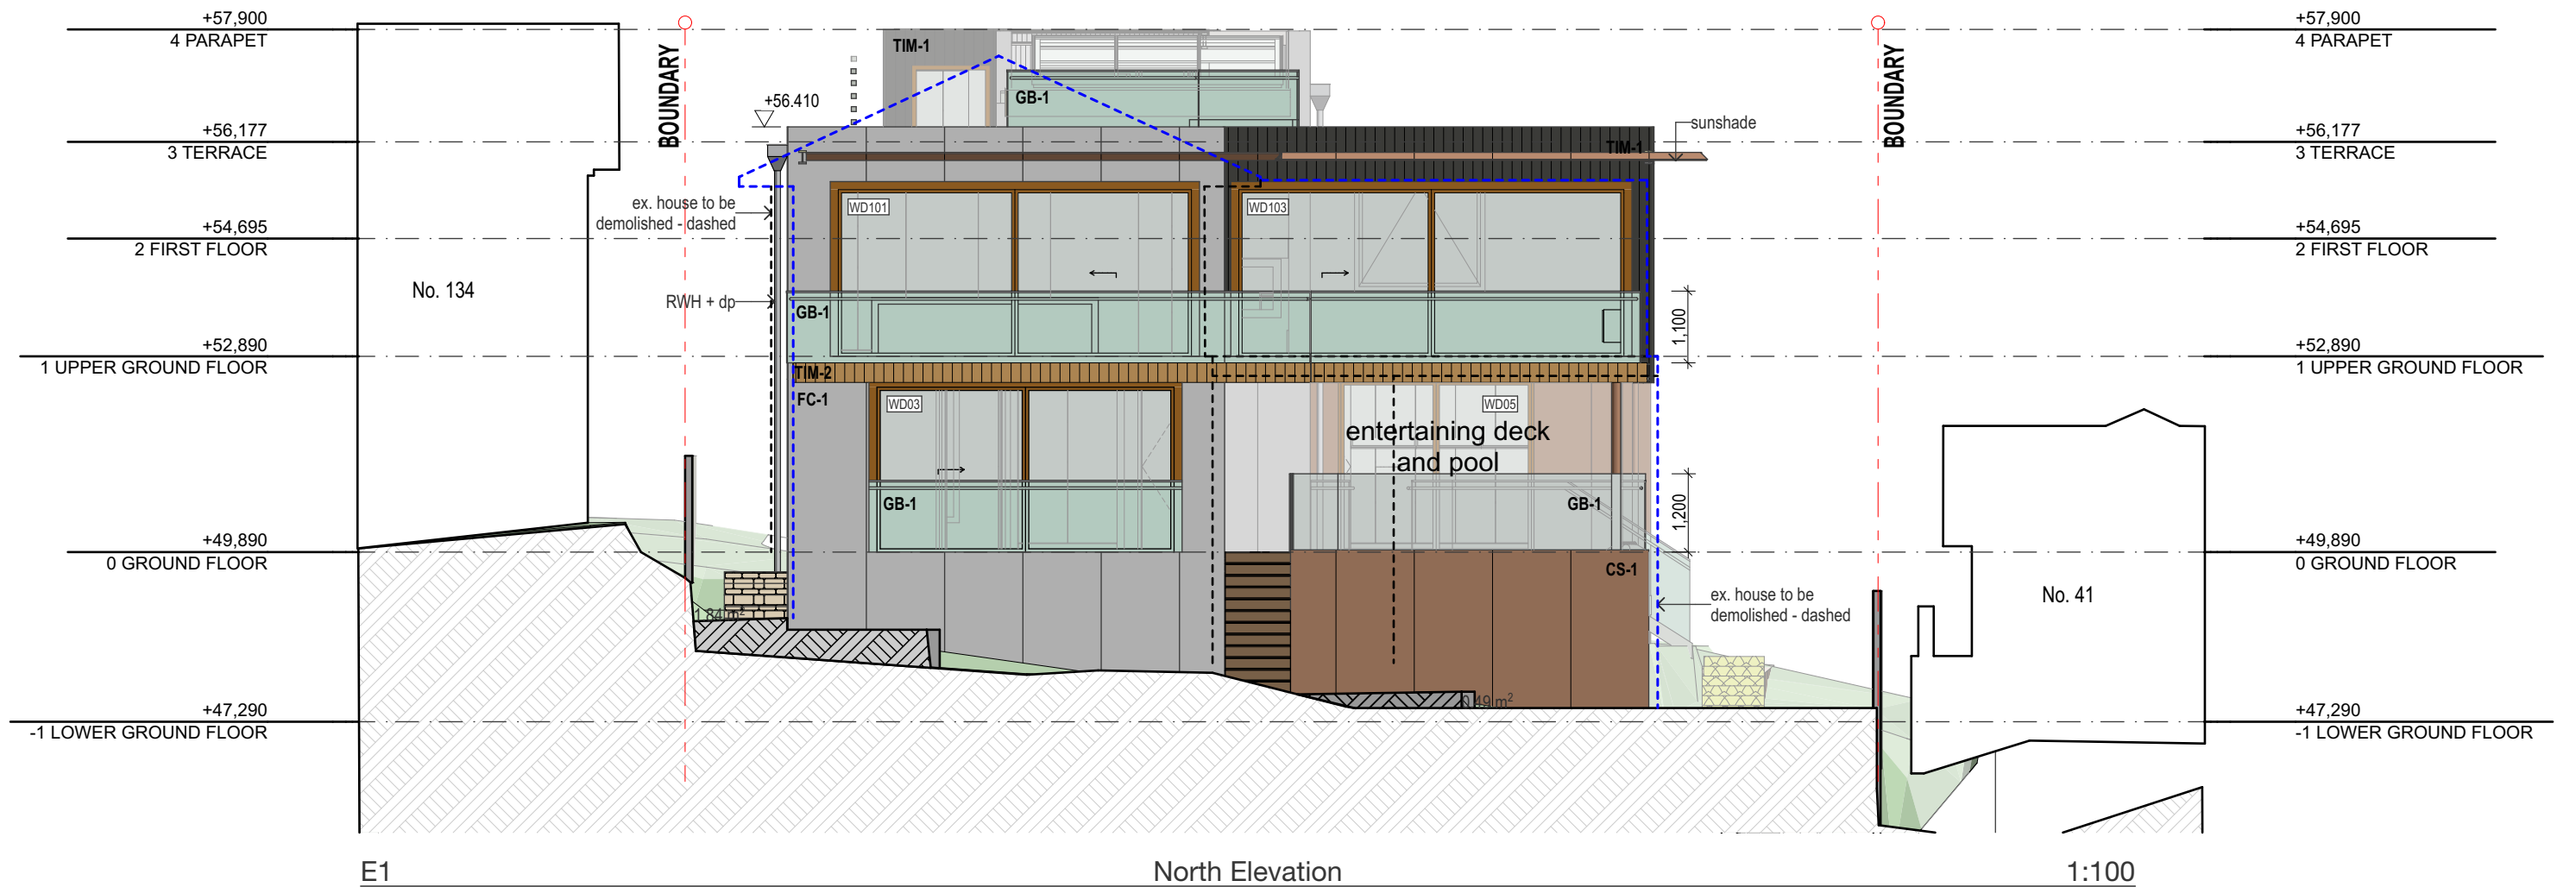 +57,900
4 PARAPET
+56,177
3 TERRACE
+54,695
2 FIRST FLOOR
+52,890
1 UPPER GROUND FLOOR
+49,890
0 GROUND FLOOR
+47,290
-1 LOWER GROUND FLOOR
No. 134
BOUNDARY
+56.410
ex. house to be
demolished - dashed
RWH + dp
TIM-1
GB-1
sunshade
TIM-1
WD101
WD103
GB-1
1,100
TIM-2
FC-1
WD03
WD05
entertaining deck
and pool
GB-1
GB-1
1,200
CS-1
ex. house to be
demolished - dashed
1.84 m²
49 m²
BOUNDARY
No. 41
+57,900
4 PARAPET
+56,177
3 TERRACE
+54,695
2 FIRST FLOOR
+52,890
1 UPPER GROUND FLOOR
+49,890
0 GROUND FLOOR
+47,290
-1 LOWER GROUND FLOOR
E1
North Elevation
1:100